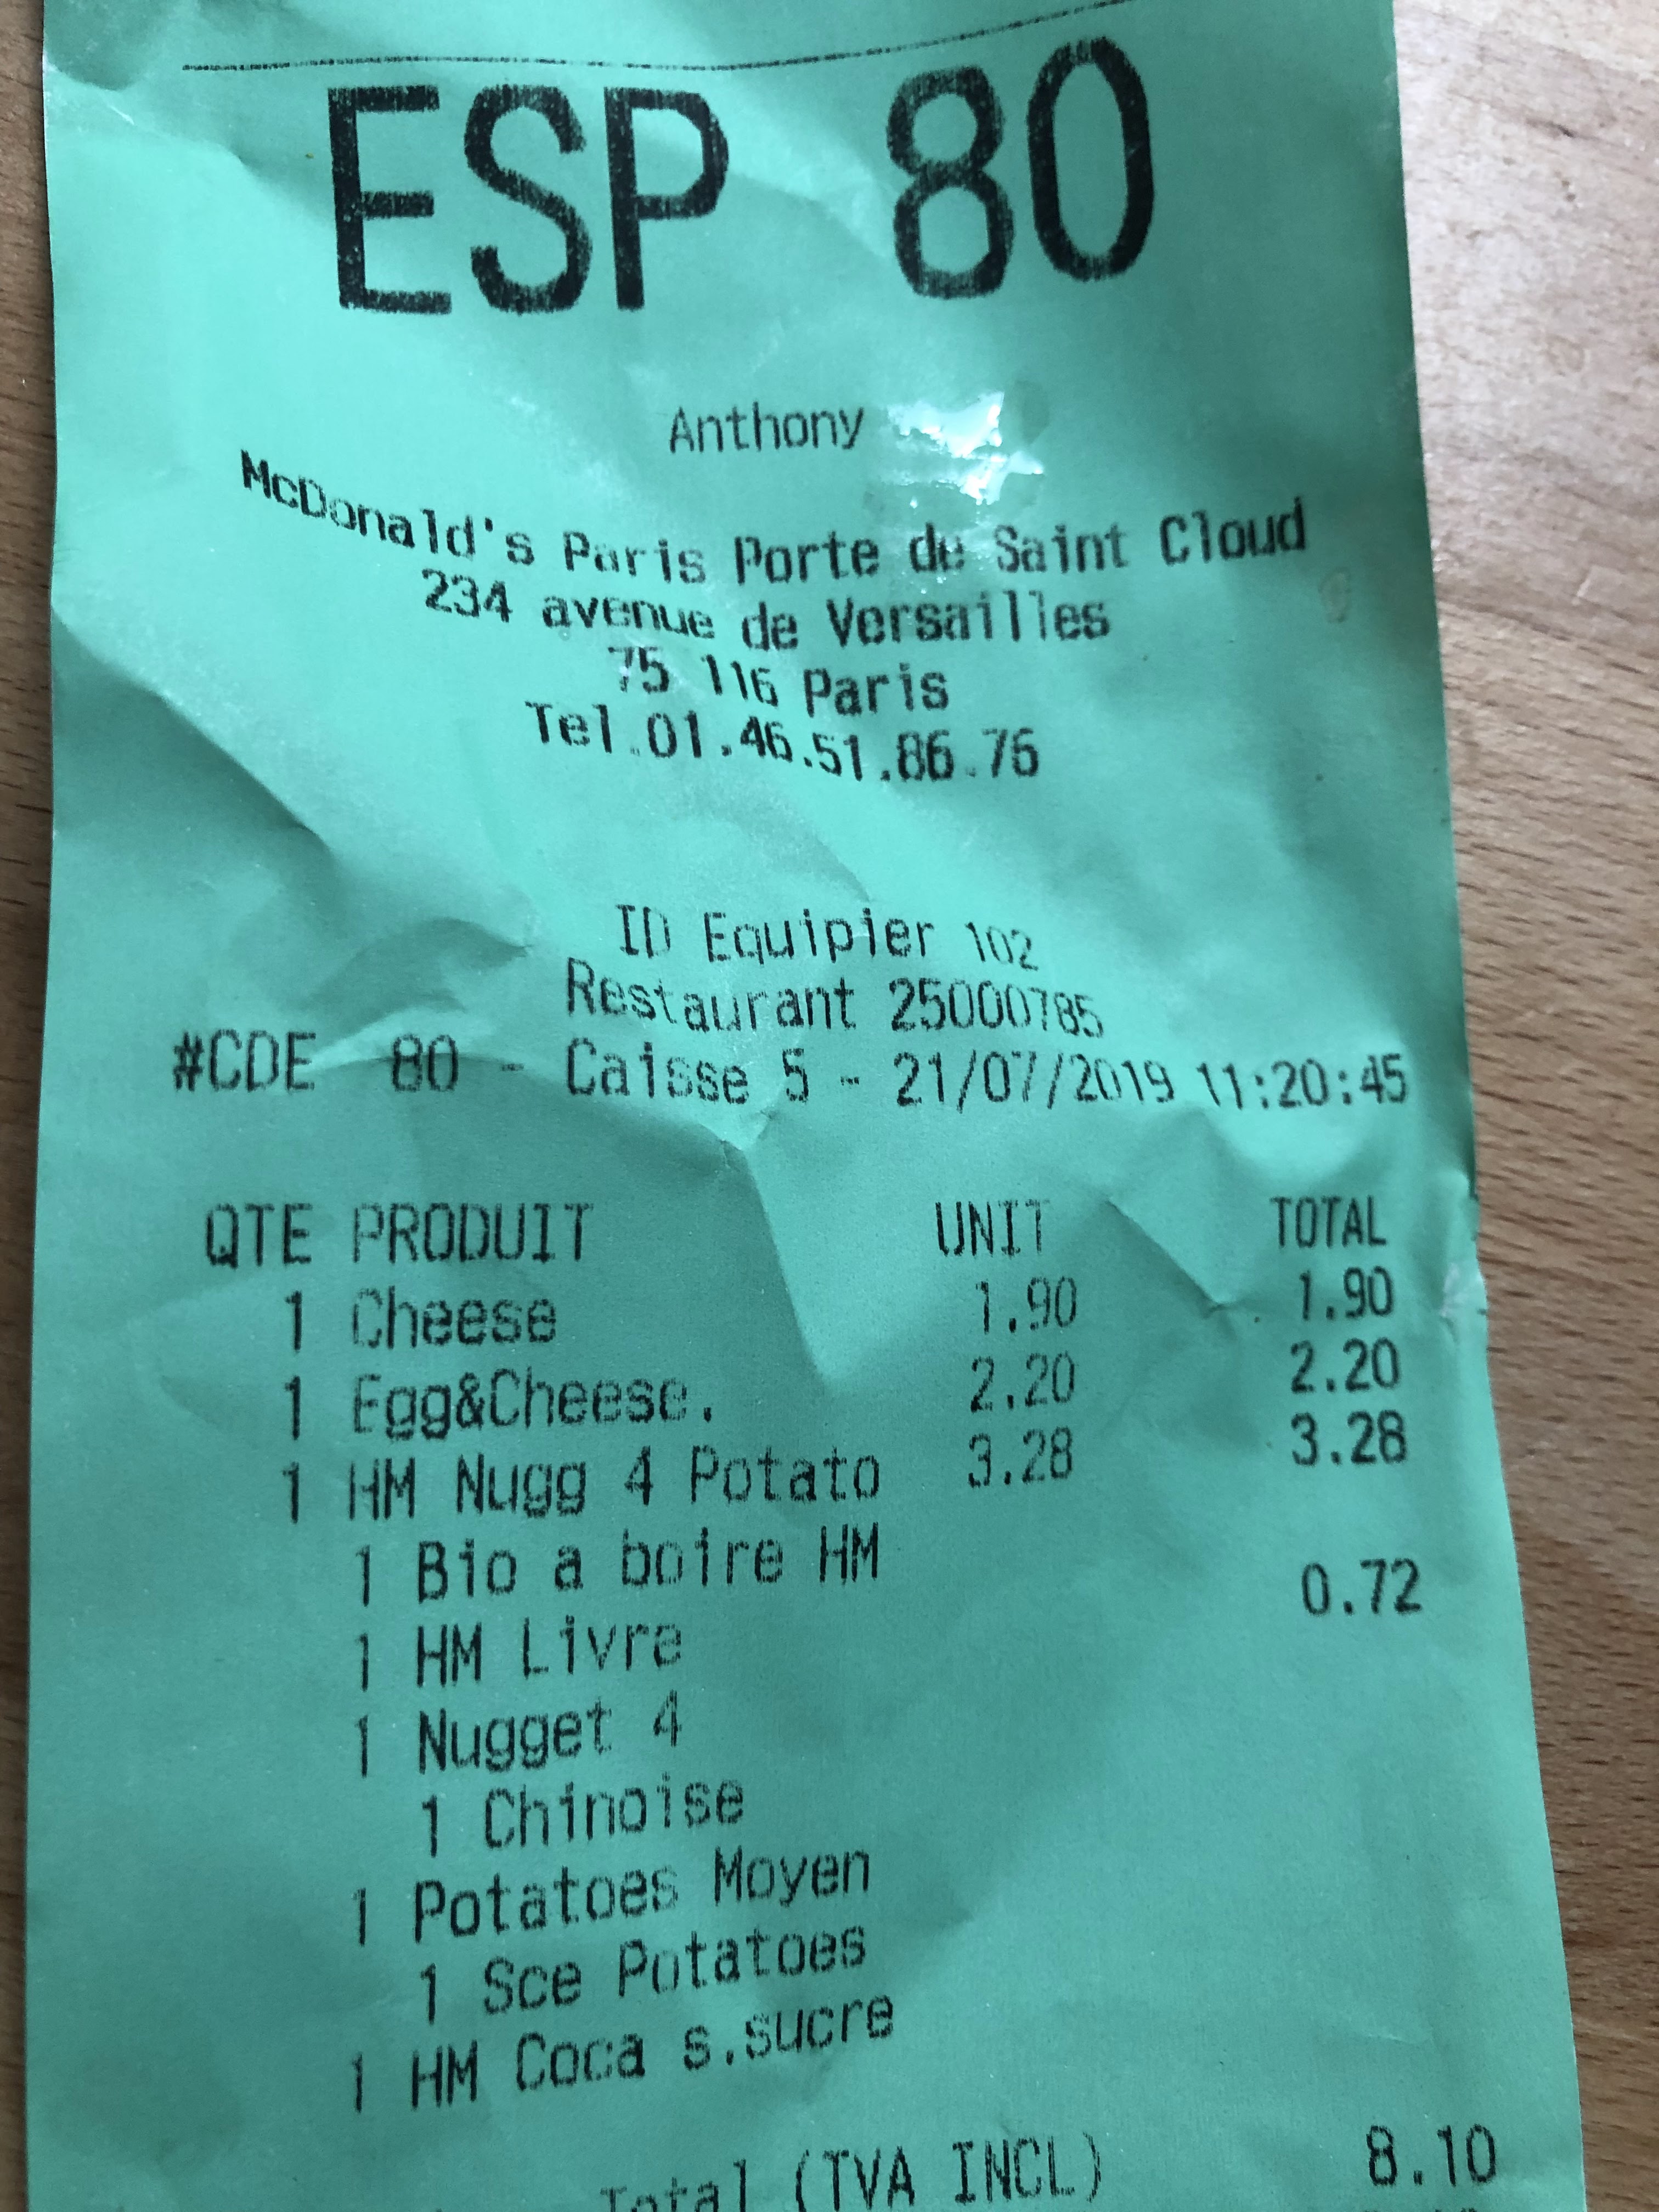 ESP 80
Anthony
McDonald's Paris Porte de Saint Cloud
234 avenue de Versailles
75 116 Paris
Tel.01.46.51.86.76
ID Equipier 102
Restaurant 25000785
#CDE 80 - Caisse 5 - 21/07/2019 11:20:45
QTE PRODUIT UNIT TOTAL
1 Cheese 1.90 1.90
1 Egg&Cheese. 2.20 2.20
1 HM Nugg 4 Potato 3.28 3.28
1 Bio a boire HM
1 HM Livre 0.72
1 Nugget 4
1 Chinoise
1 Potatoes Moyen
1 Sce Potatoes
1 HM Coca s.sucre
Total (TVA INCL) 8.10